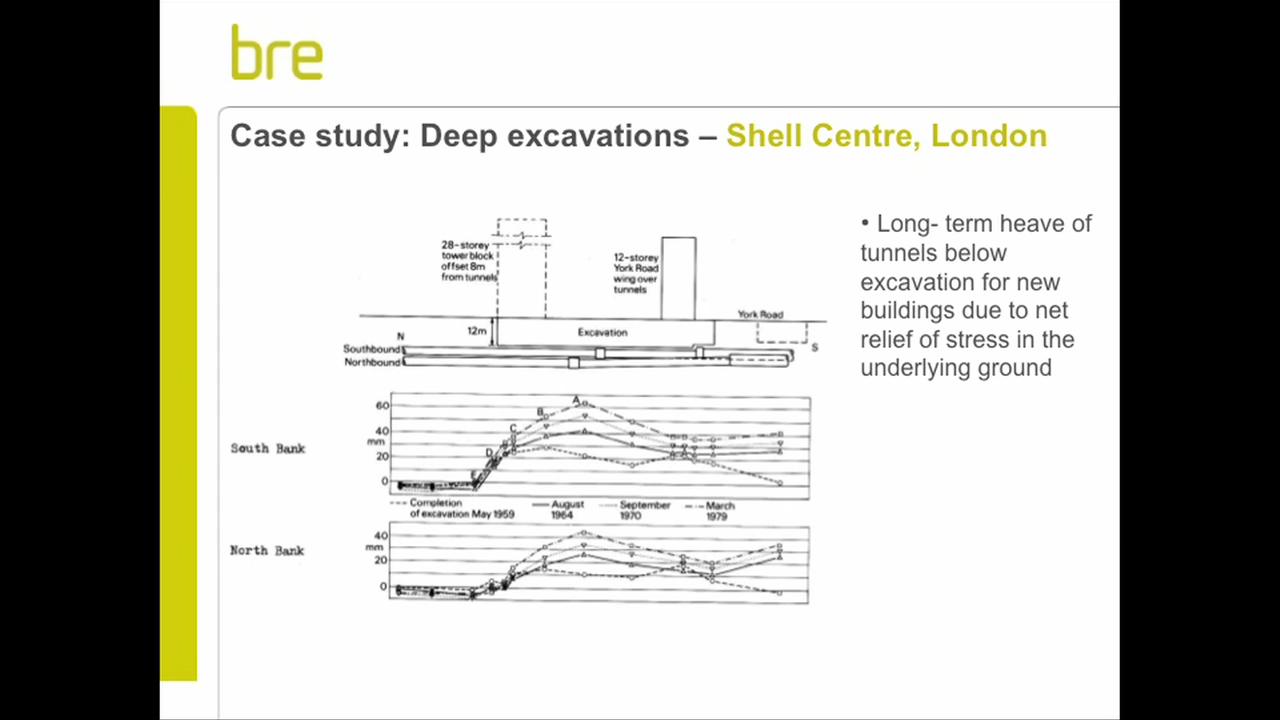 bre
Case study: Deep excavations – Shell Centre, London
• Long- term heave of
tunnels below
excavation for new
buildings due to net
relief of stress in the
underlying ground
28-storey
tower block
offset 8m
from tunnels
12-storey
York Road
wing over
tunnels
York Road
12m
Excavation
N
S
Southbound
Northbound
60
40
mm
20
0
A
B
C
D
E
South Bank
Completion
of excavation May 1959
August
1964
September
1970
March
1979
40
mm
20
0
North Bank